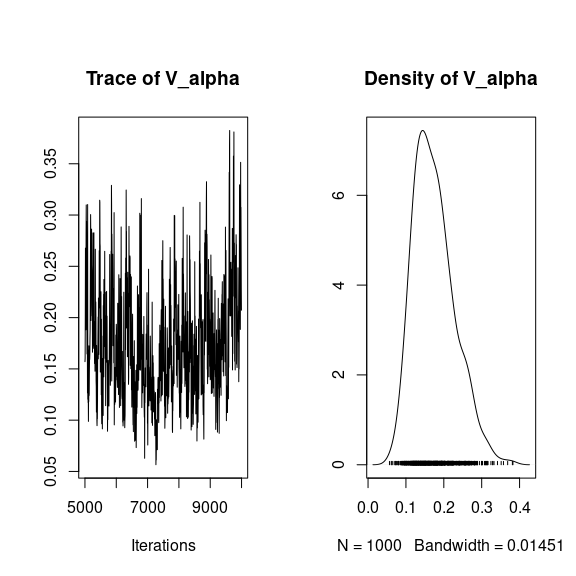 Trace of V_alpha
0.35
0.30
0.25
0.20
0.15
0.10
0.05
5000 7000 9000
Iterations
Density of V_alpha
6
4
2
0
0.0 0.1 0.2 0.3 0.4
N = 1000 Bandwidth = 0.01451